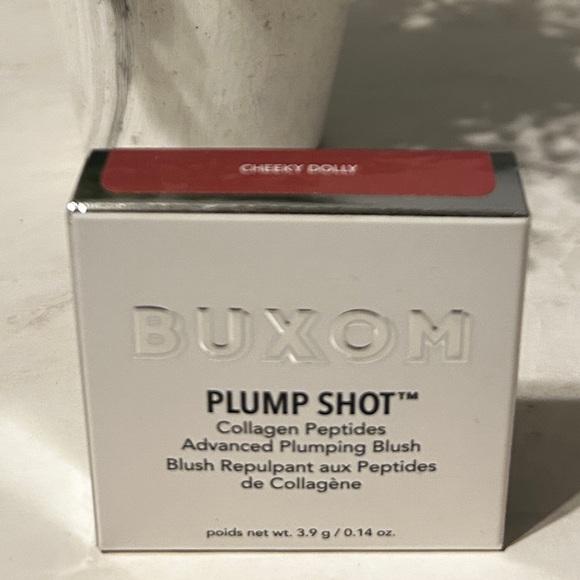 CHEEKY DOLLY
BUXOM
PLUMP SHOT™
Collagen Peptides
Advanced Plumping Blush
Blush Repulpant aux Peptides
de Collagène
poids net wt. 3.9 g / 0.14 oz.